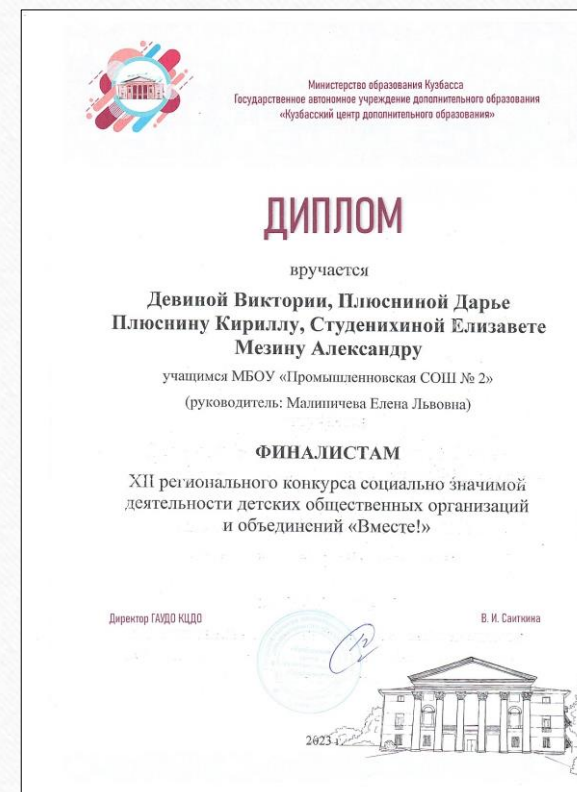 Министерство образования Кузбасса
Государственное автономное учреждение дополнительного образования
«Кузбасский центр дополнительного образования»
ДИПЛОМ
вручается
Девиной Виктории, Плюсниной Дарье
Плюснину Кириллу, Студенихиной Елизавете
Мезину Александру
учащимся МБОУ «Промышленновская СОШ № 2»
(руководитель: Малипичева Елена Львовна)
ФИНАЛИСТАМ
XII регионального конкурса социально значимой
деятельности детских общественных организаций
и объединений «Вместе!»
Директор ГАУДО КЦДО
В. И. Сапткина
2023 г.